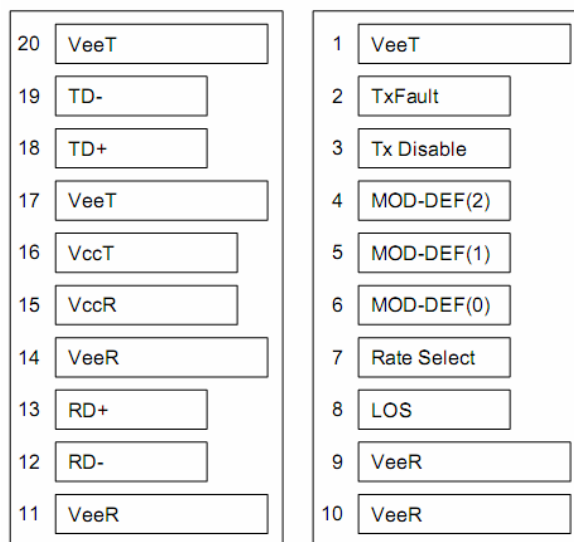 20 VeeT
19 TD-
18 TD+
17 VeeT
16 VccT
15 VccR
14 VeeR
13 RD+
12 RD-
11 VeeR
1 VeeT
2 TxFault
3 Tx Disable
4 MOD-DEF(2)
5 MOD-DEF(1)
6 MOD-DEF(0)
7 Rate Select
8 LOS
9 VeeR
10 VeeR